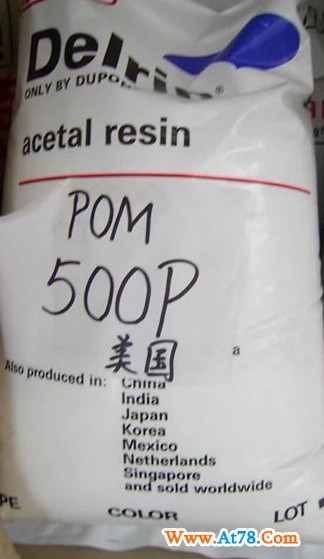 Delrin®
ONLY BY DUPONT
acetal resin
POM
500P
美国
a
Also produced in: China
India
Japan
Korea
Mexico
Netherlands
Singapore
and sold worldwide
COLOR
LOT
www.At78.Com